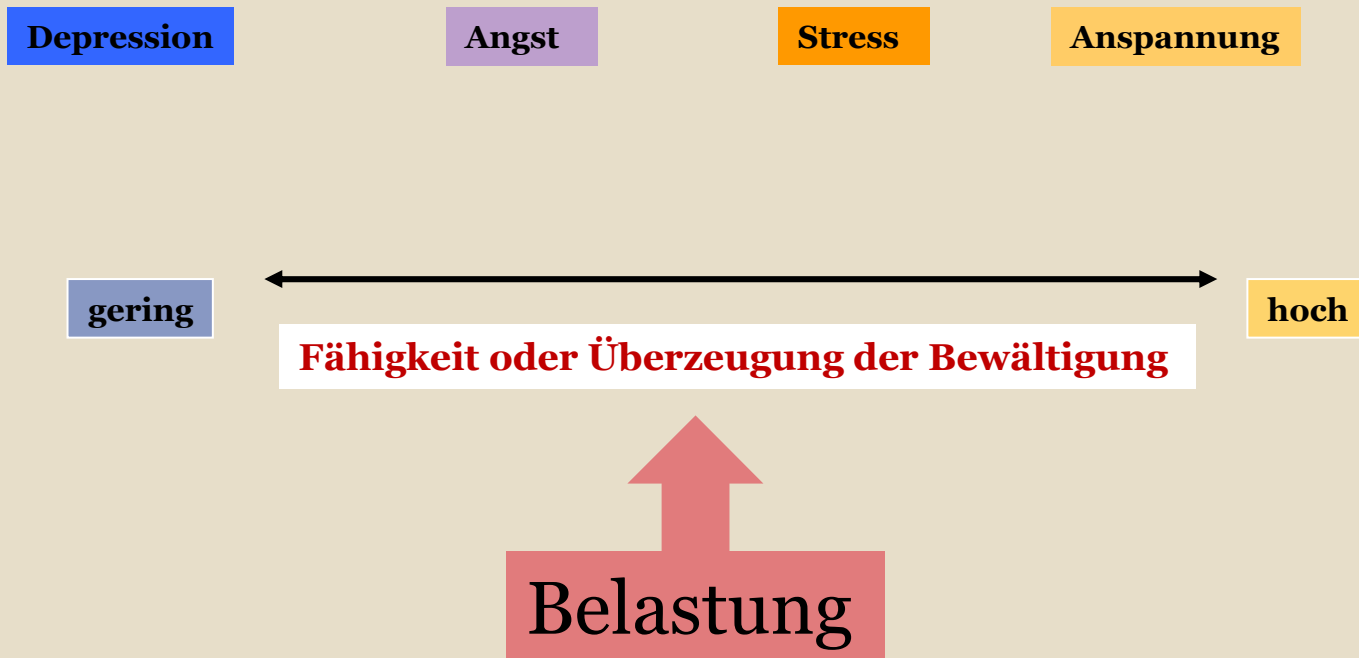 Depression
Angst
Stress
Anspannung
gering
hoch
Fähigkeit oder Überzeugung der Bewältigung
Belastung